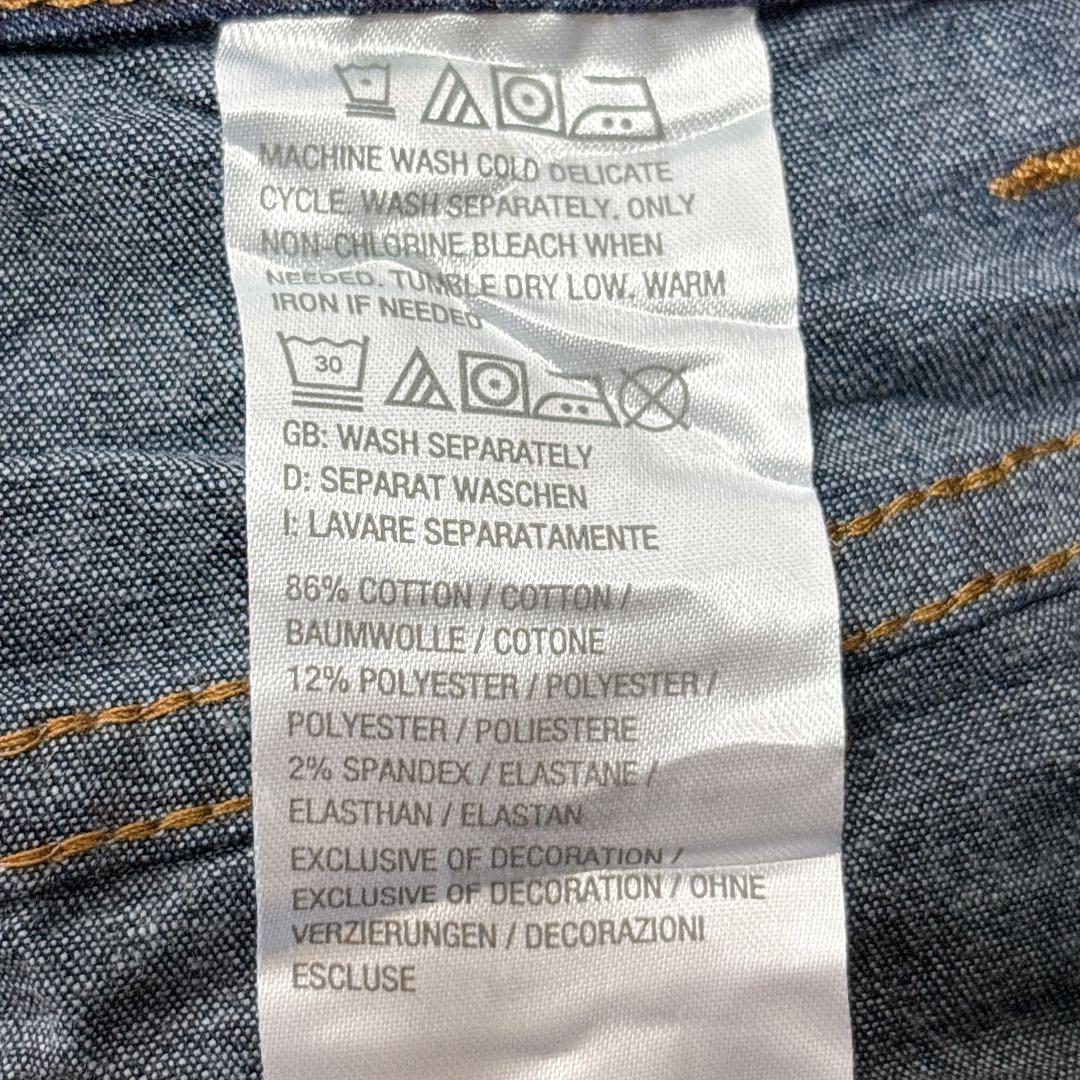 MACHINE WASH COLD DELICATE
CYCLE. WASH SEPARATELY. ONLY
NON-CHLORINE BLEACH WHEN
NEEDED. TUMBLE DRY LOW. WARM
IRON IF NEEDED
30
GB: WASH SEPARATELY
D: SEPARAT WASCHEN
I: LAVARE SEPARATAMENTE
86% COTTON / COTTON /
BAUMWOLLE / COTONE
12% POLYESTER / POLYESTER /
POLYESTER / POLIESTERE
2% SPANDEX / ELASTANE /
ELASTHAN / ELASTAN
EXCLUSIVE OF DECORATION /
EXCLUSIVE OF DECORATION / OHNE
VERZIERUNGEN / DECORAZIONI
ESCLUSE